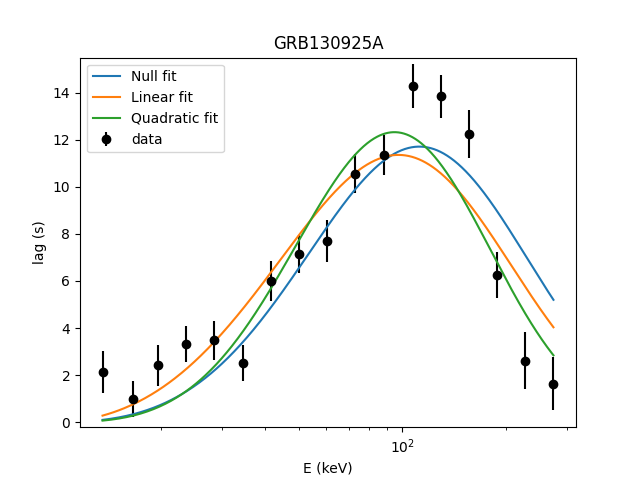 GRB130925A
Null fit
Linear fit
Quadratic fit
data
lag (s)
14
12
10
8
6
4
2
0
10²
E (keV)